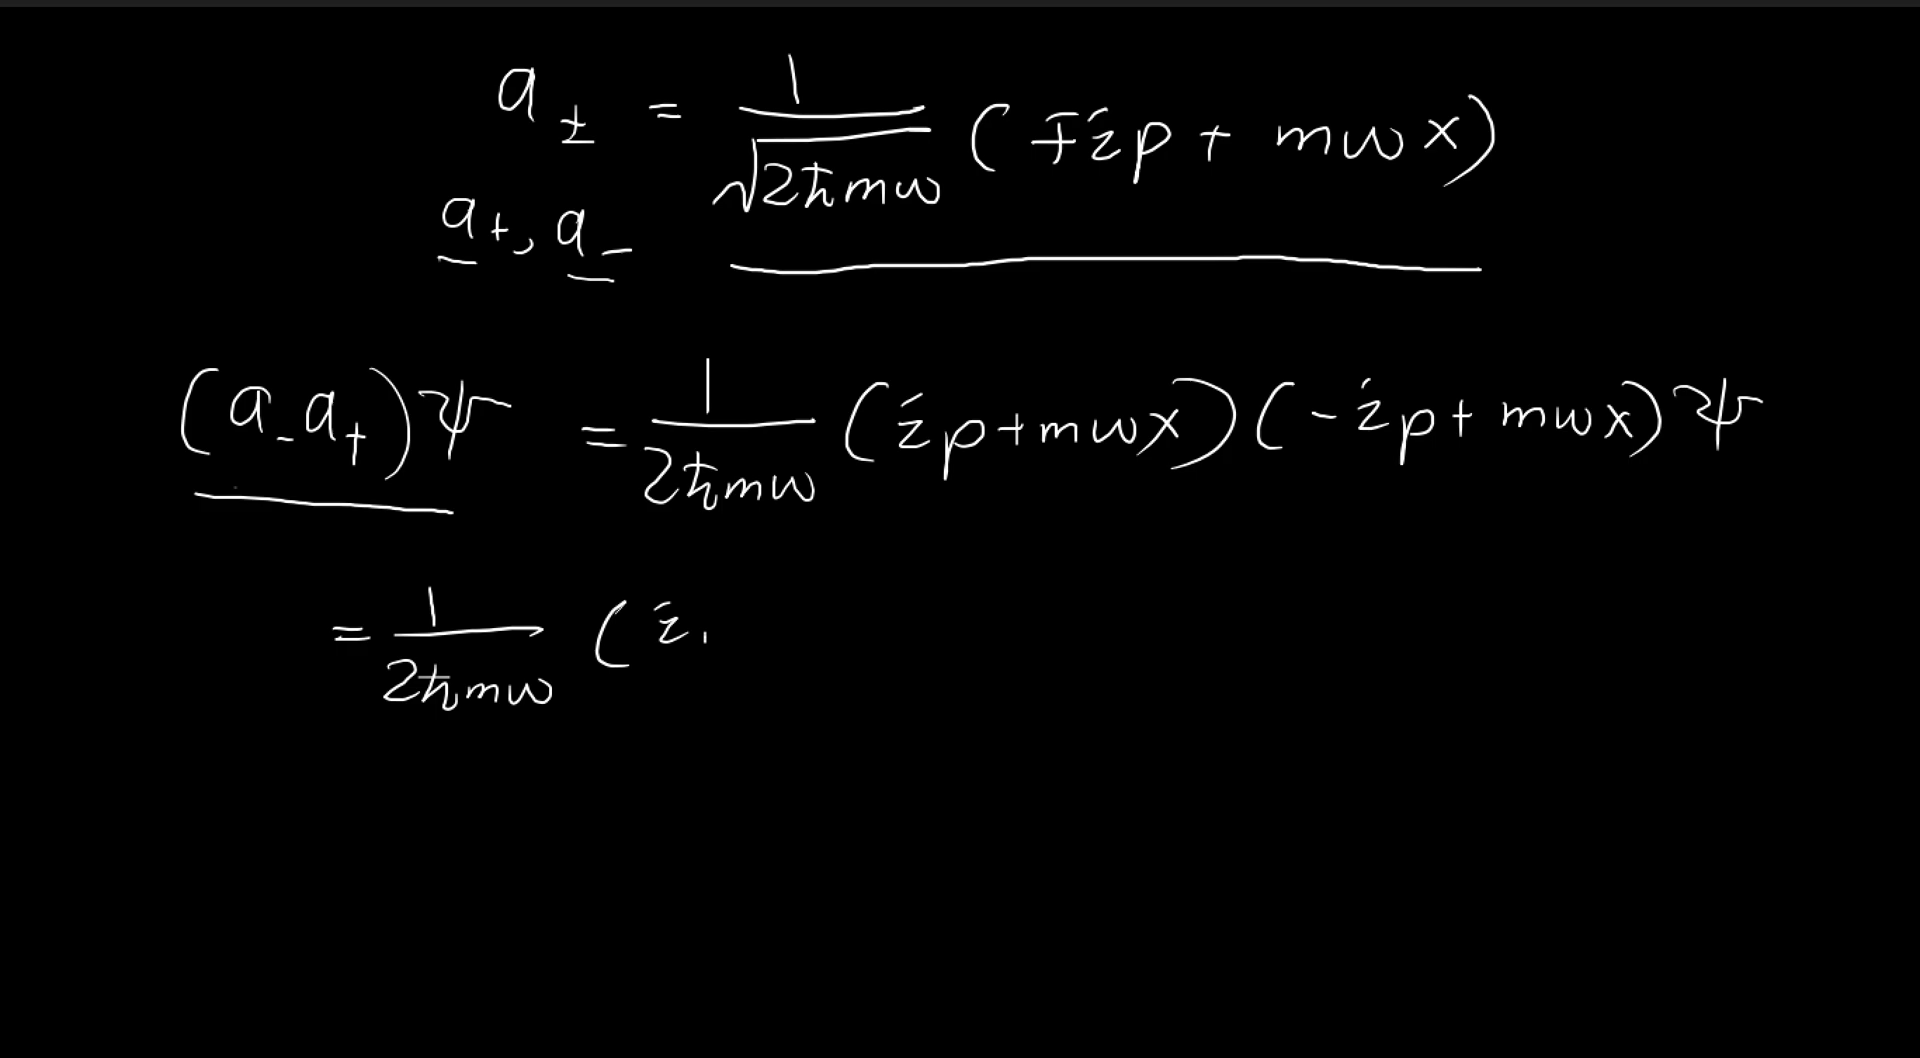 a± = 1/√(2ħmω) (∓ip + mωx)
a₊, a₋
(a₋a₊)ψ = 1/(2ħmω) (ip + mωx)(-ip + mωx)ψ
= 1/(2ħmω) (i